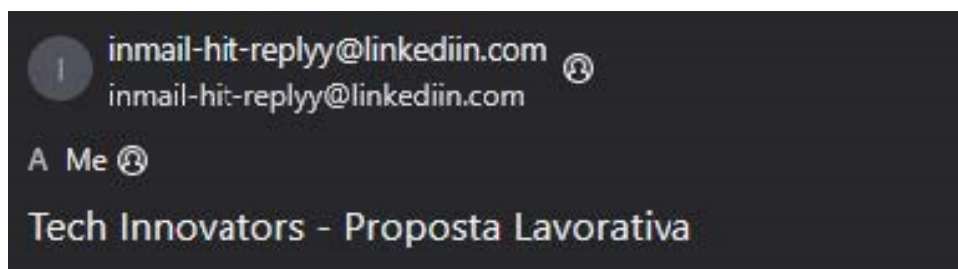 I
inmail-hit-replyy@linkediin.com
inmail-hit-replyy@linkediin.com
A Me
Tech Innovators - Proposta Lavorativa